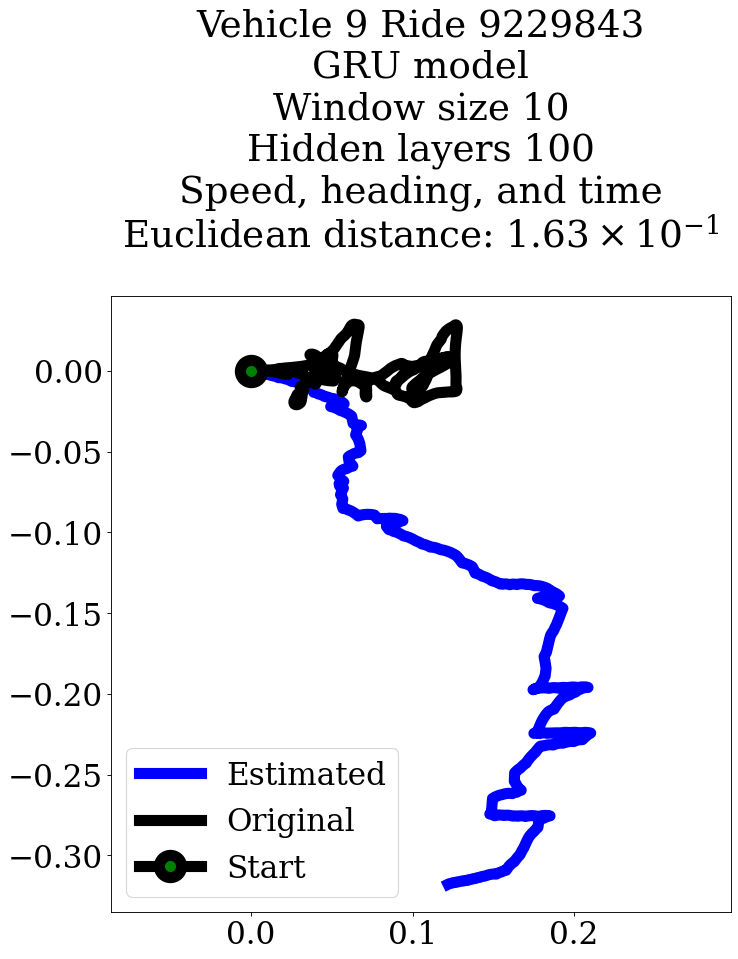 Vehicle 9 Ride 9229843
GRU model
Window size 10
Hidden layers 100
Speed, heading, and time
Euclidean distance: 1.63 × 10⁻¹
0.00
−0.05
−0.10
−0.15
−0.20
−0.25
−0.30
Estimated
Original
Start
0.0 0.1 0.2